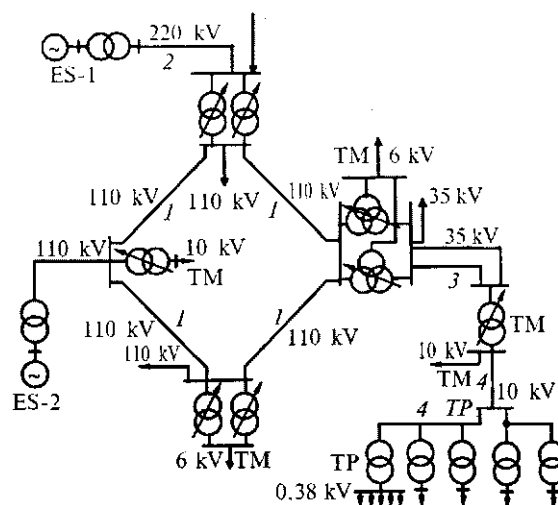 220 kV
2
ES-1
110 kV
1
110 kV
1
TM
6 kV
110 kV
35 kV
35 kV
3
110 kV
10 kV
TM
110 kV
1
1
110 kV
110 kV
ES-2
6 kV
TM
TM
10 kV
TM
4
10 kV
4
TP
TP
0.38 kV
~
~